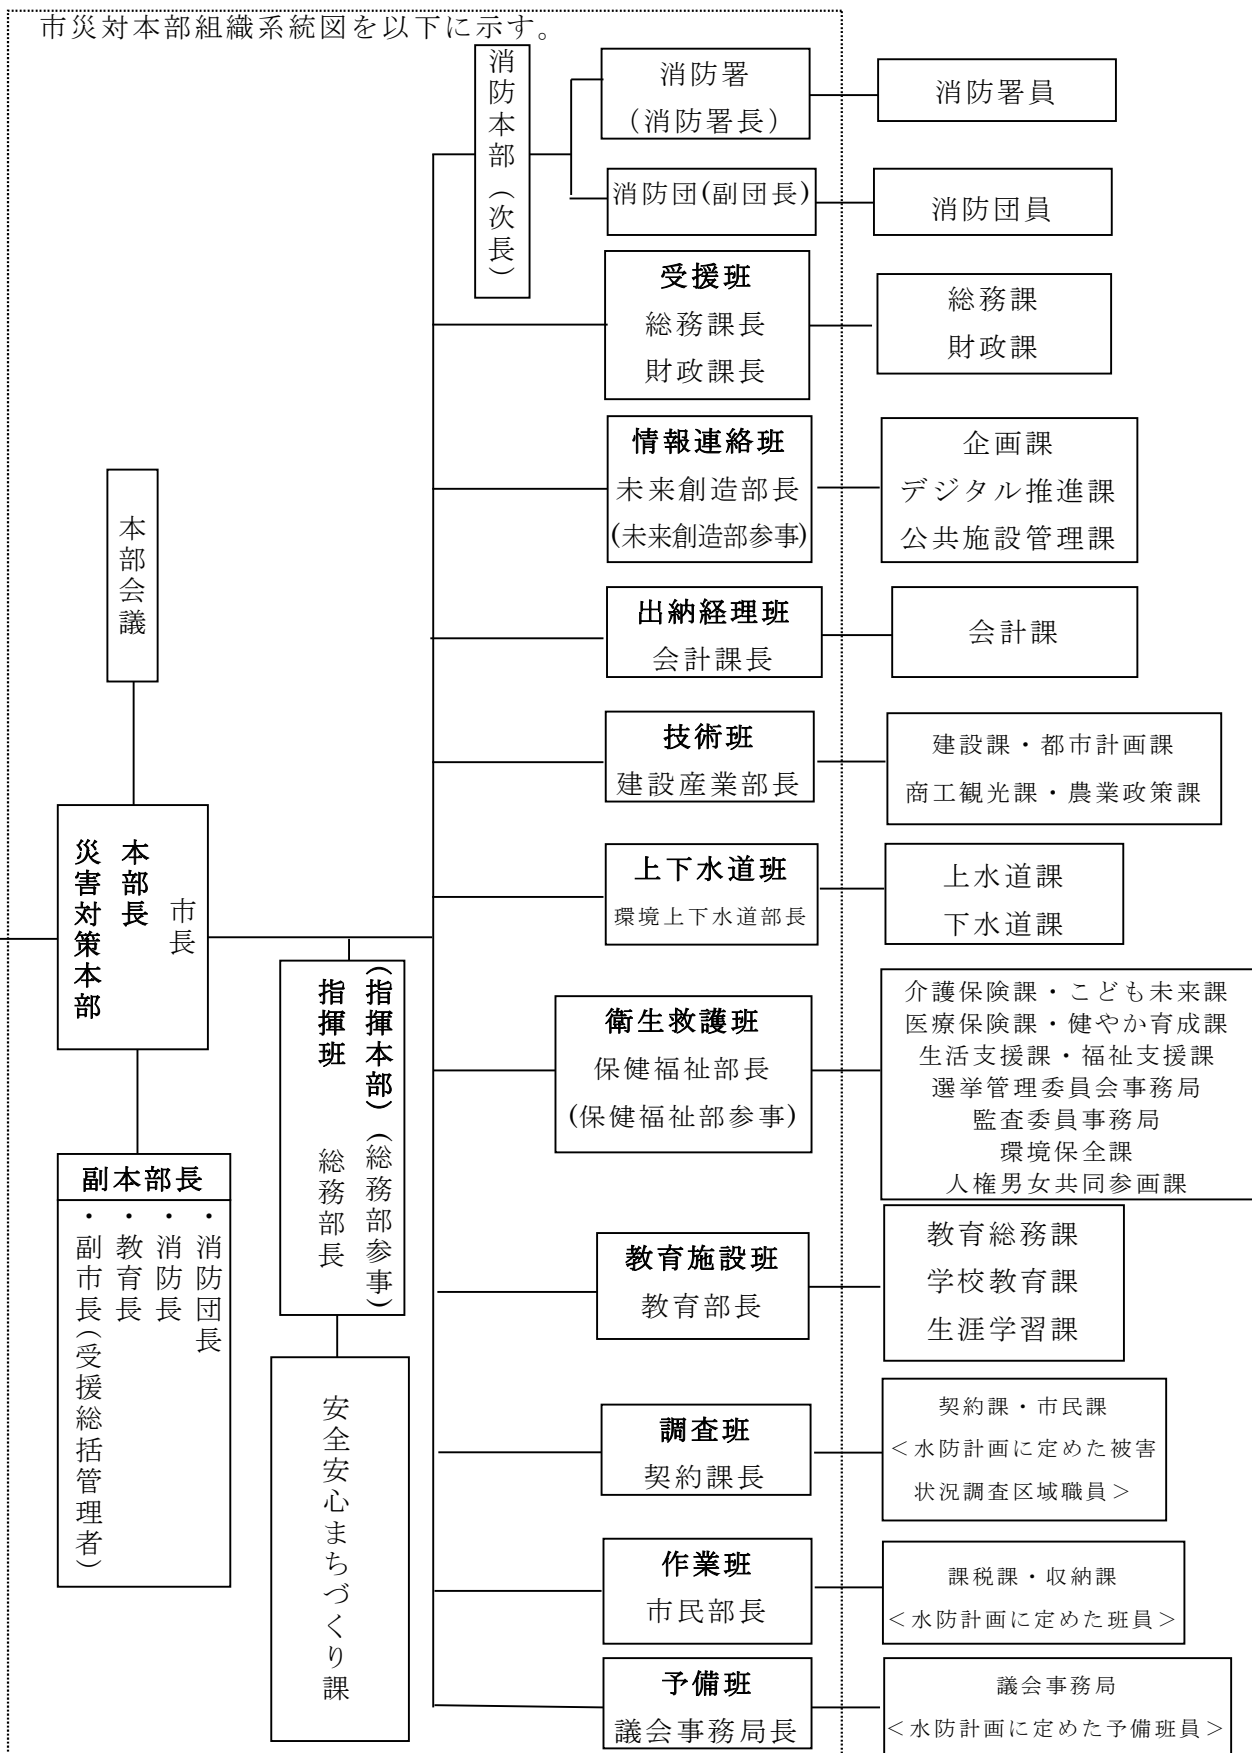 市災対本部組織系統図を以下に示す。
本部会議
災害対策本部
本部長
市長
副本部長
・副市長(受援総括管理者)
・教育長
・消防長
・消防団長
指揮班 総務部長
(指揮本部)(総務部参事)
安全安心まちづくり課
消防本部(次長)
消防署
(消防署長)
消防署員
消防団(副団長)
消防団員
受援班
総務課長
財政課長
総務課
財政課
情報連絡班
未来創造部長
(未来創造部参事)
企画課
デジタル推進課
公共施設管理課
出納経理班
会計課長
会計課
技術班
建設産業部長
建設課・都市計画課
商工観光課・農業政策課
上下水道班
環境上下水道部長
上水道課
下水道課
衛生救護班
保健福祉部長
(保健福祉部参事)
介護保険課・こども未来課
医療保険課・健やか育成課
生活支援課・福祉支援課
選挙管理委員会事務局
監査委員事務局
環境保全課
人権男女共同参画課
教育施設班
教育部長
教育総務課
学校教育課
生涯学習課
調査班
契約課長
契約課・市民課
<水防計画に定めた被害
状況調査区域職員>
作業班
市民部長
課税課・収納課
<水防計画に定めた班員>
予備班
議会事務局長
議会事務局
<水防計画に定めた予備班員>